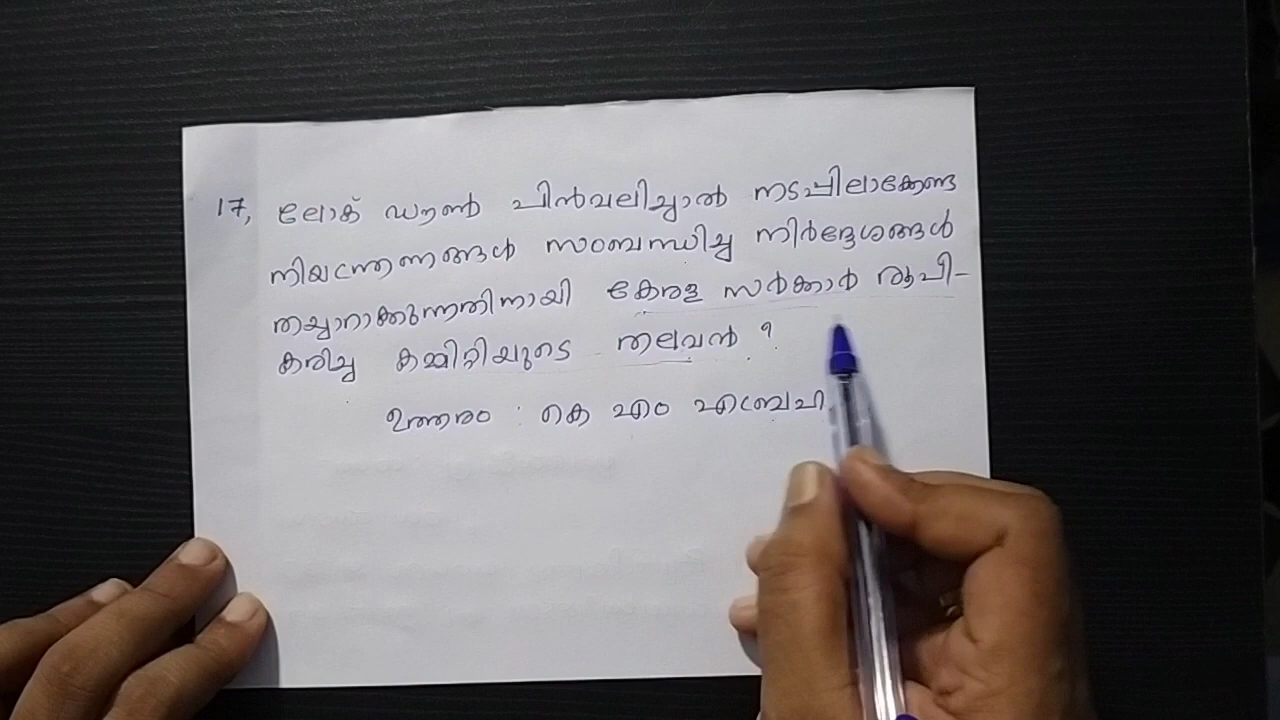 17, ലോക് ഡൗൺ പിൻവലിച്ചാൽ നടപ്പിലാക്കേണ്ട
നിയന്ത്രണങ്ങൾ സംബന്ധിച്ച നിർദ്ദേശങ്ങൾ
തയ്യാറാക്കുന്നതിനായി കേരള സർക്കാർ രൂപി-
കരിച്ച കമ്മിറ്റിയുടെ തലവൻ ?
ഉത്തരം : കെ എം എബ്രഹാം